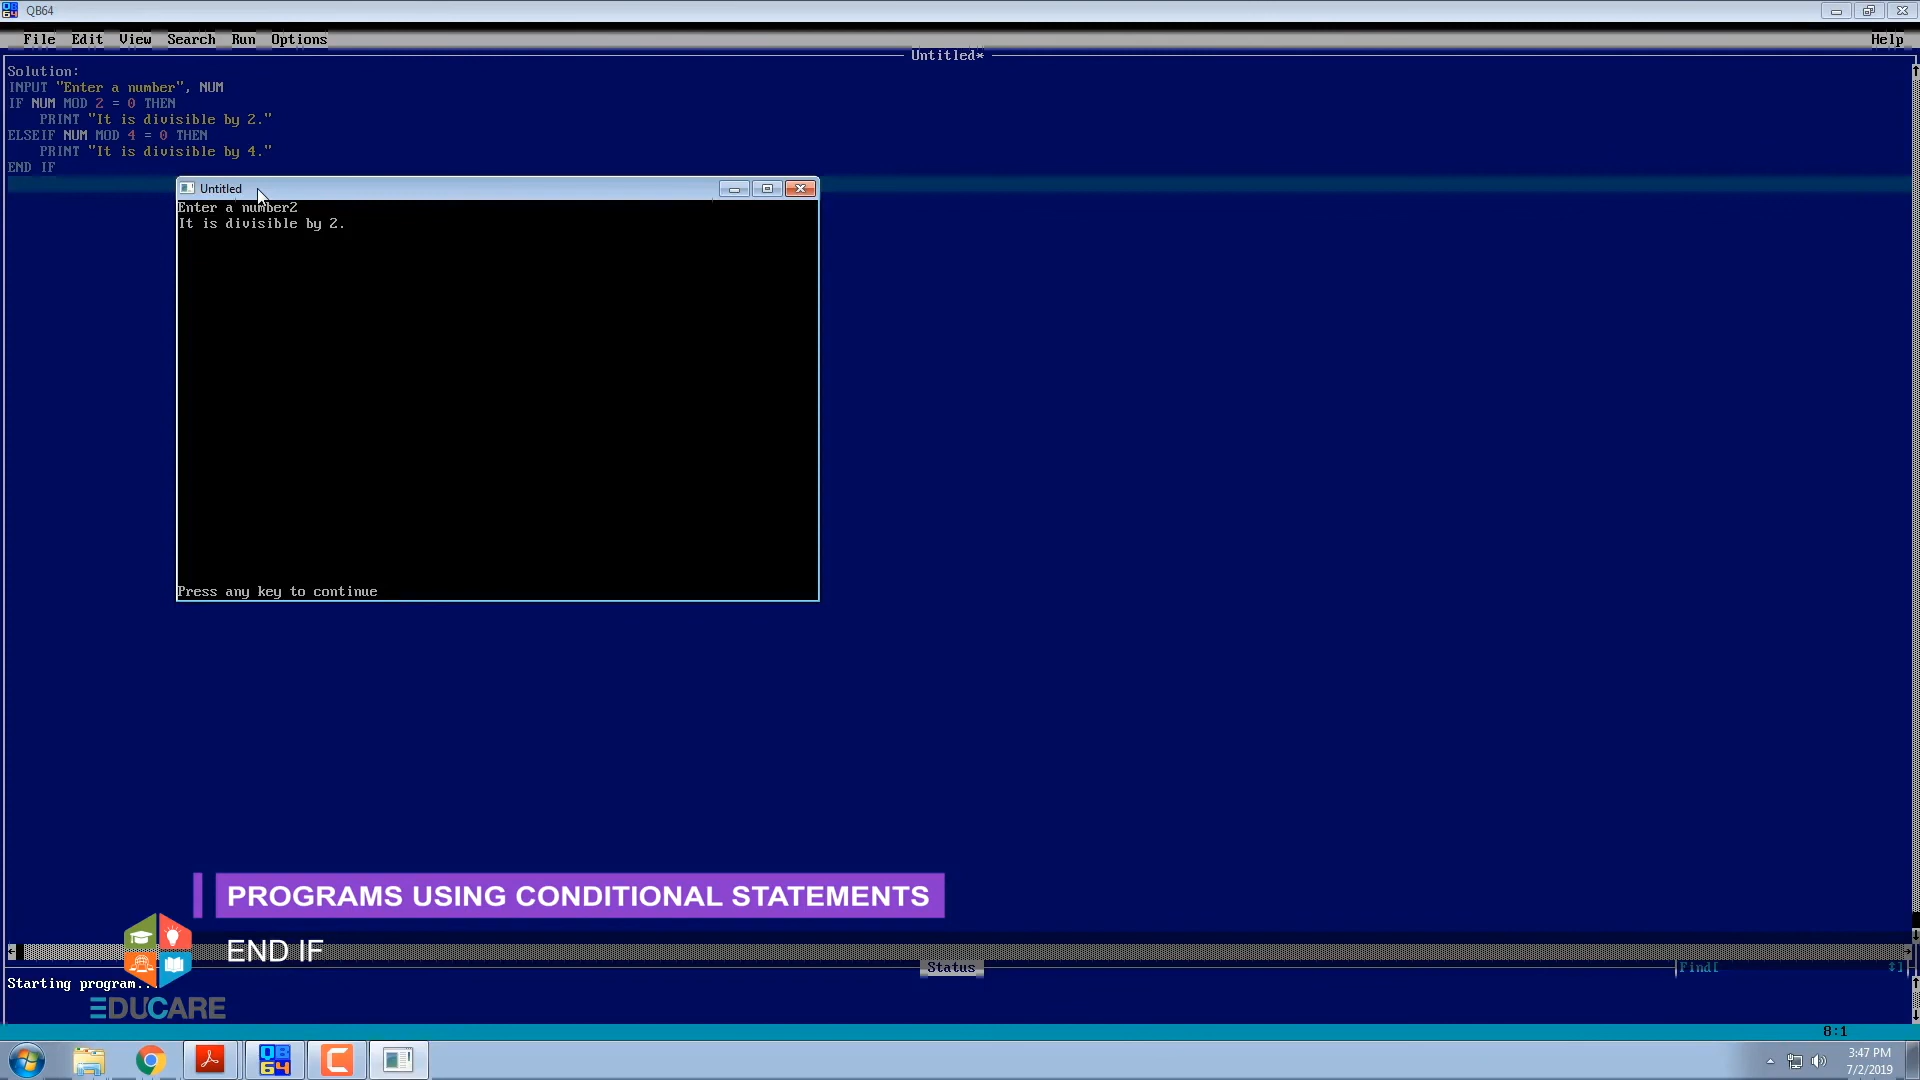 QB64
File Edit View Search Run Options Help
Untitled*
Solution:
INPUT "Enter a number", NUM
IF NUM MOD 2 = 0 THEN
PRINT "It is divisible by 2."
ELSEIF NUM MOD 4 = 0 THEN
PRINT "It is divisible by 4."
END IF
Untitled
Enter a number2
It is divisible by 2.
Press any key to continue
PROGRAMS USING CONDITIONAL STATEMENTS
END IF
Status
Find[ ]
Starting program...
EDUCARE
8:1
QB64
3:47 PM
7/2/2019